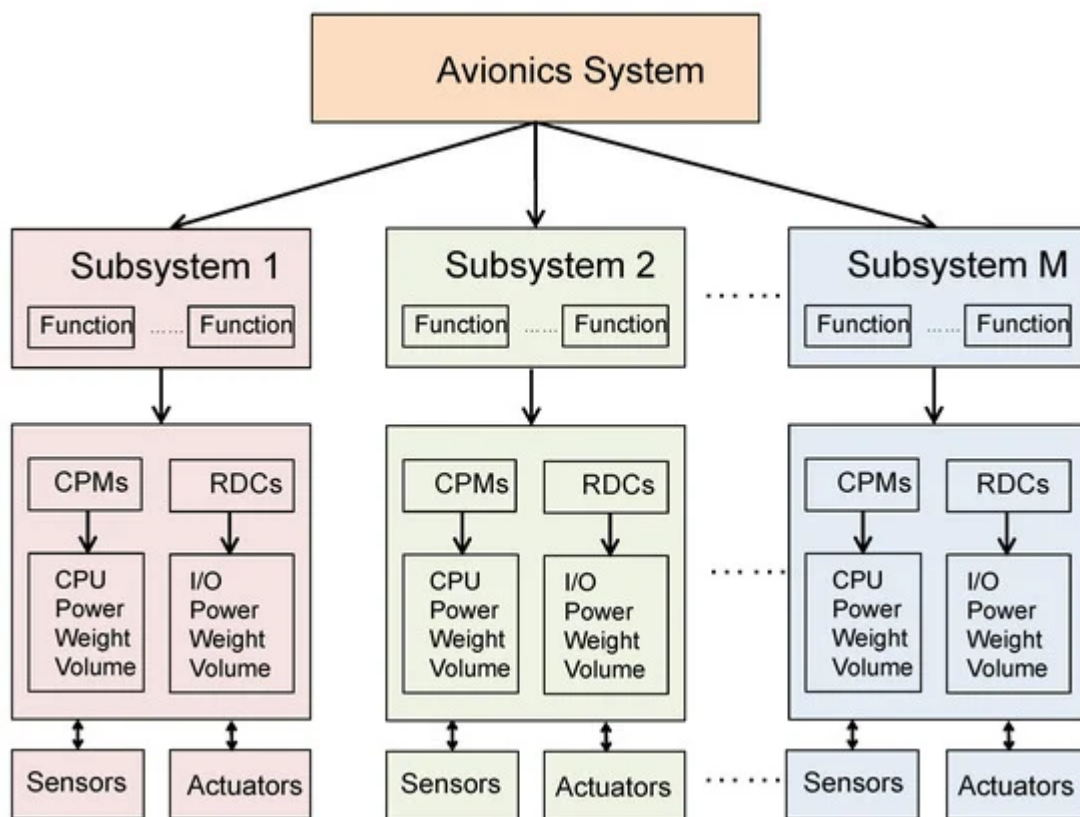 Avionics System
Subsystem 1
Function ...... Function
Subsystem 2
Function ...... Function
......
Subsystem M
Function ...... Function
CPMs
RDCs
CPU
Power
Weight
Volume
I/O
Power
Weight
Volume
CPMs
RDCs
CPU
Power
Weight
Volume
I/O
Power
Weight
Volume
......
CPMs
RDCs
CPU
Power
Weight
Volume
I/O
Power
Weight
Volume
Sensors
Actuators
Sensors
Actuators
......
Sensors
Actuators